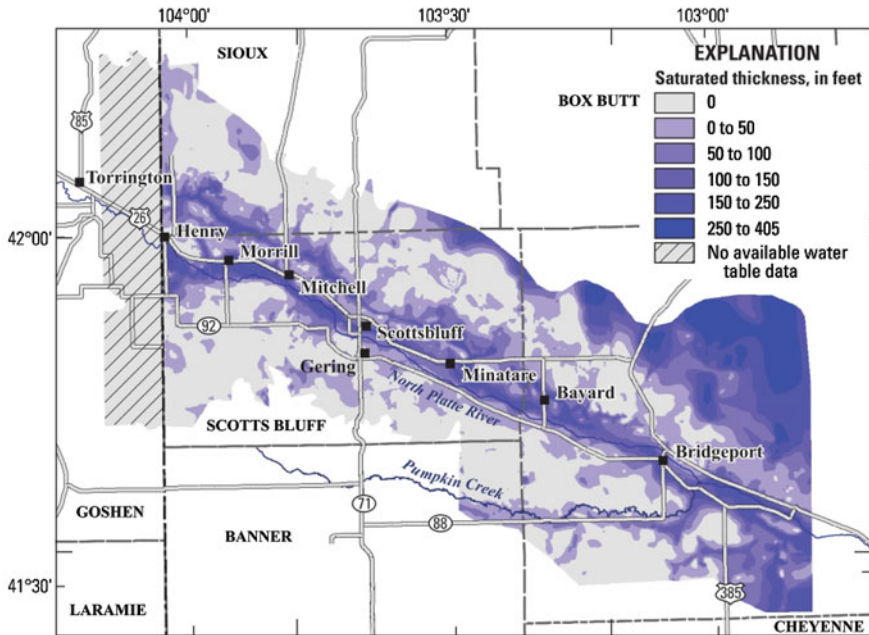 104°00'
103°30'
103°00'
SIOUX
BOX BUTT
EXPLANATION
Saturated thickness, in feet
0
0 to 50
50 to 100
100 to 150
150 to 250
250 to 405
No available water
table data
85
Torrington
26
42°00'
Henry
Morrill
Mitchell
92
Scottsbluff
Gering
Minatare
North Platte River
Bayard
SCOTTS BLUFF
Bridgeport
Pumpkin Creek
GOSHEN
71
88
BANNER
41°30'
385
LARAMIE
CHEYENNE